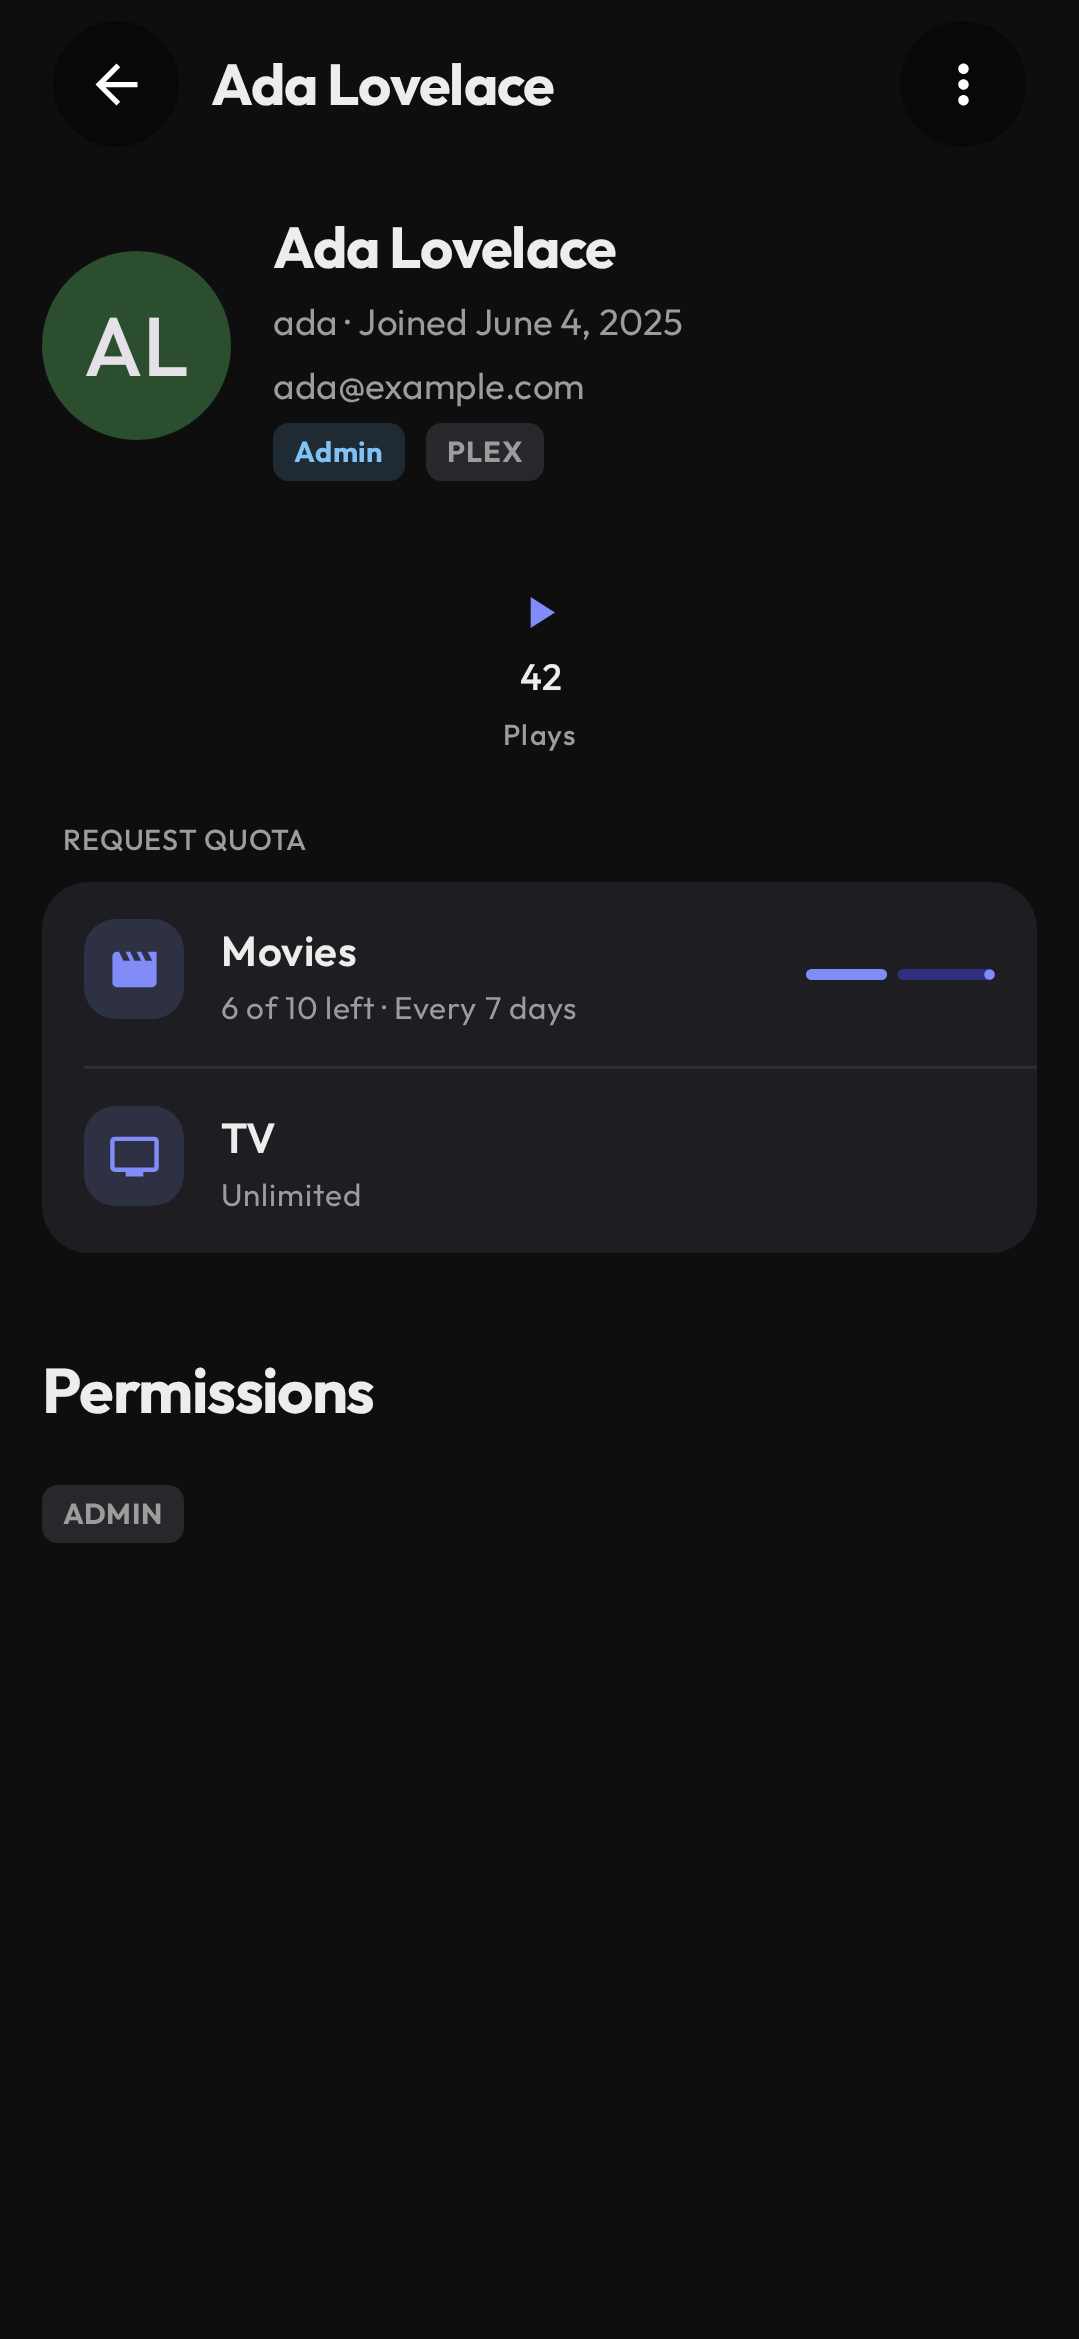 Ada Lovelace
AL
Ada Lovelace
ada · Joined June 4, 2025
ada@example.com
Admin
PLEX
42
Plays
REQUEST QUOTA
Movies
6 of 10 left · Every 7 days
TV
Unlimited
Permissions
ADMIN